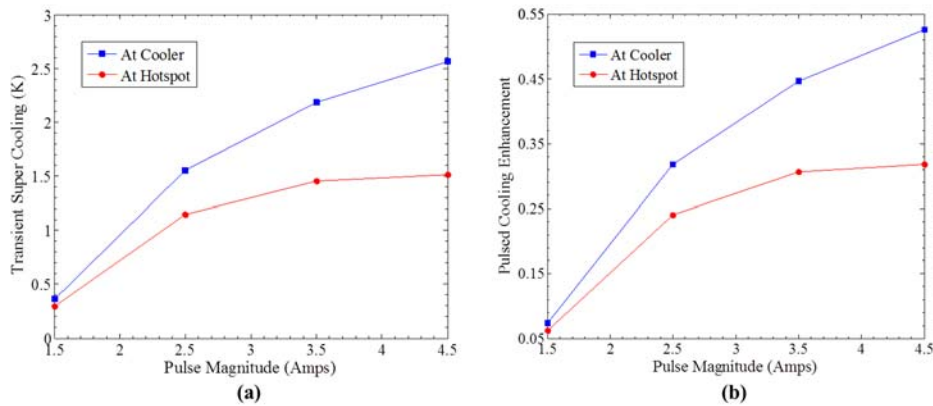 Transient Super Cooling (K)
3
2.5
2
1.5
1
0.5
0
At Cooler
At Hotspot
1.5 2 2.5 3 3.5 4 4.5
Pulse Magnitude (Amps)
(a)
Pulsed Cooling Enhancement
0.55
0.45
0.35
0.25
0.15
0.05
At Cooler
At Hotspot
1.5 2 2.5 3 3.5 4 4.5
Pulse Magnitude (Amps)
(b)